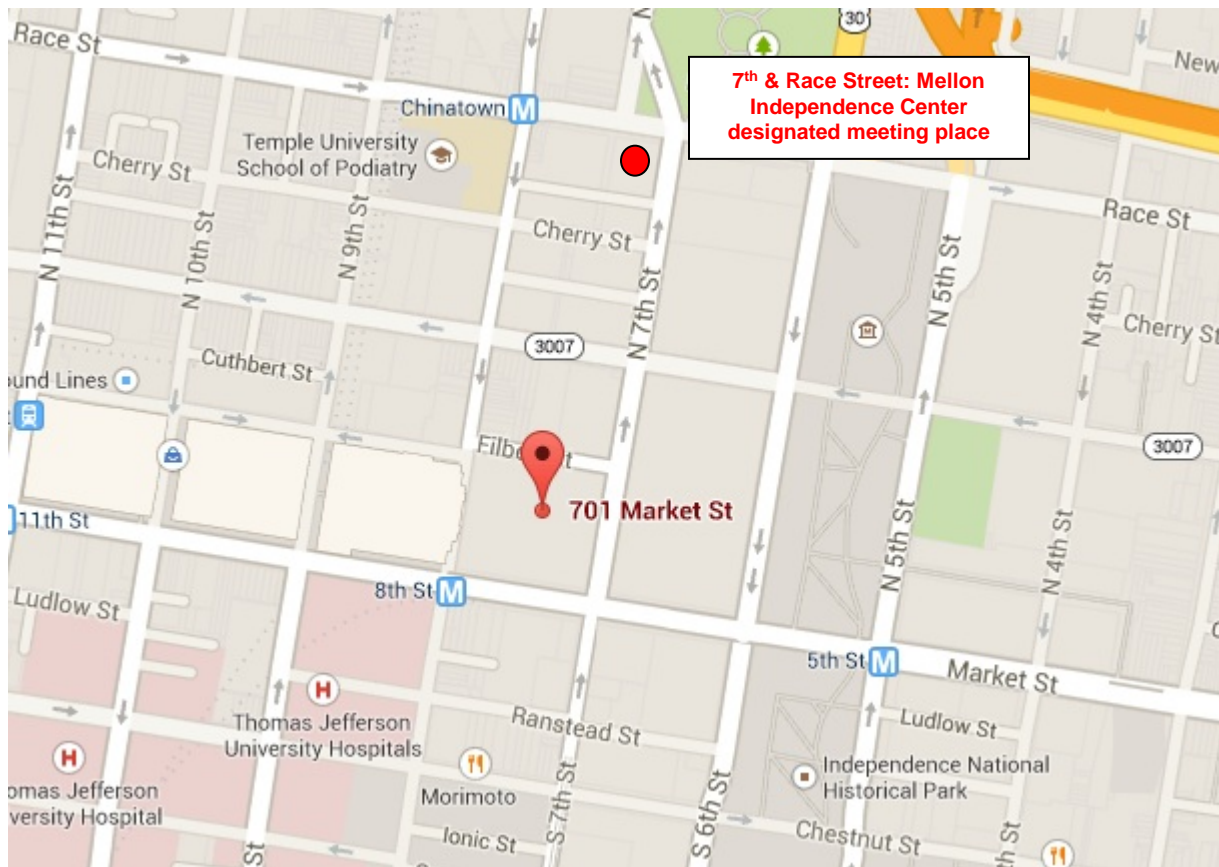 Race St
30
New
7th & Race Street: Mellon
Independence Center
designated meeting place
Chinatown M
Temple University
School of Podiatry
Cherry St
N 11th St
N 10th St
N 9th St
Cherry St
N 7th St
Race St
N 5th St
N 4th St
Cherry St
3007
Cuthbert St
ound Lines
3007
701 Market St
11th St
8th St M
N 5th St
N 4th St
Ludlow St
5th St M
Market St
H
Thomas Jefferson
University Hospitals
Ranstead St
Ludlow St
H
omas Jefferson
versity Hospital
Morimoto
Independence National
Historical Park
Ionic St
S 7th St
S 6th St
Chestnut St
St